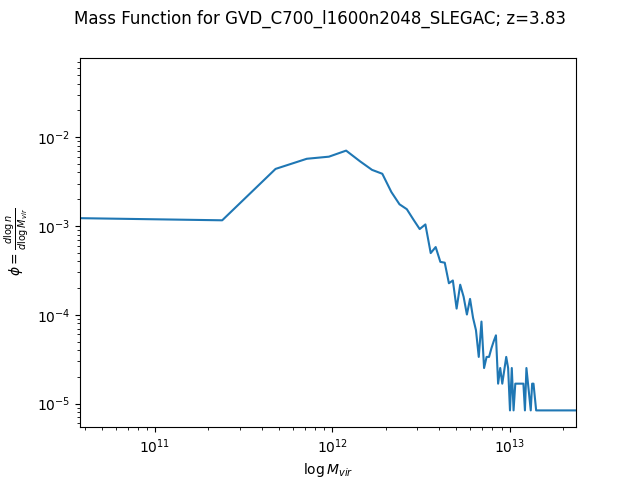 Mass Function for GVD_C700_l1600n2048_SLEGAC; z=3.83
10⁻²
10⁻³
10⁻⁴
10⁻⁵
ϕ = d log n / d log M_vir
10¹¹
10¹²
10¹³
log M_vir